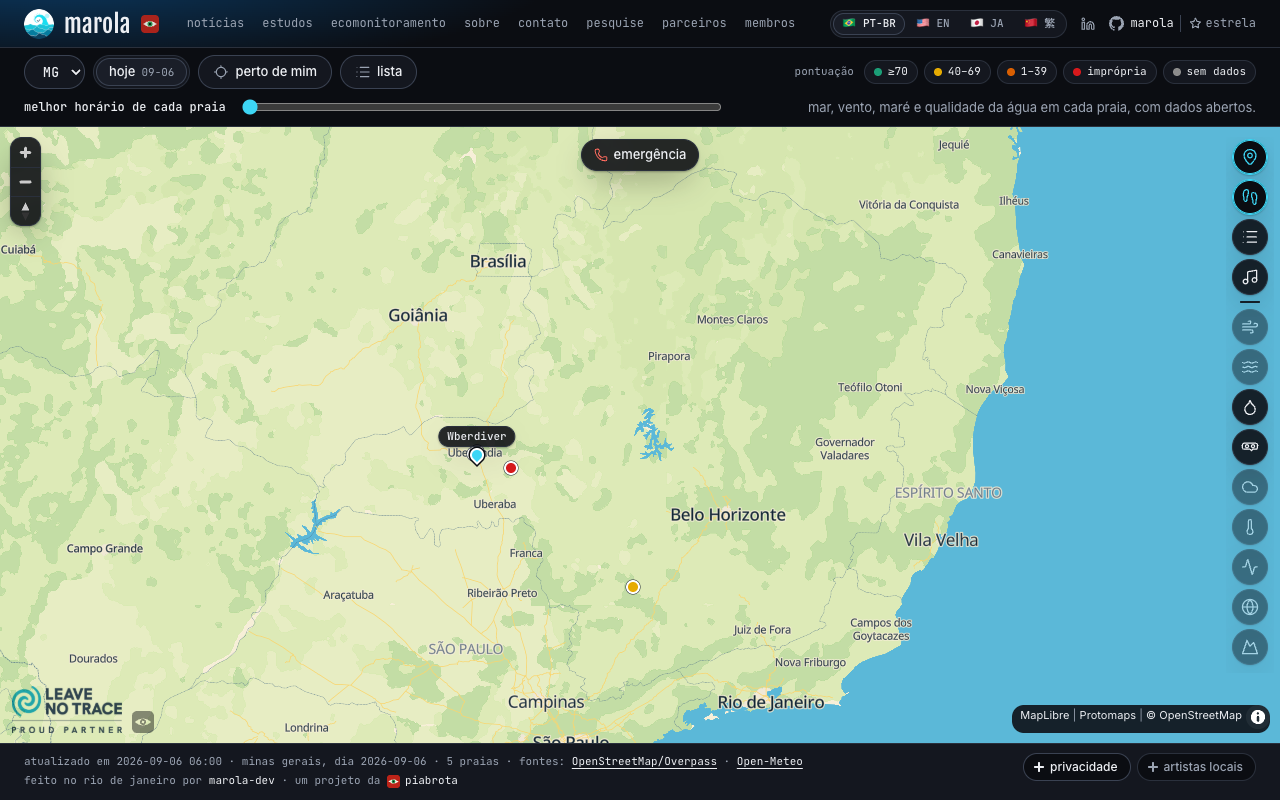 marola
notícias estudos ecomonitoramento sobre contato pesquise parceiros membros
PT-BR EN JA 繁
marola estrela
MG hoje 09-06 perto de mim lista
pontuação ≥70 40–69 1–39 imprópria sem dados
melhor horário de cada praia
mar, vento, maré e qualidade da água em cada praia, com dados abertos.
emergência
Jequié
Vitória da Conquista
Ilhéus
Cuiabá
Canavieiras
Brasília
Goiânia
Montes Claros
Pirapora
Teófilo Otoni
Nova Viçosa
Wberdiver
Governador
Valadares
Uberaba
ESPÍRITO SANTO
Belo Horizonte
Vila Velha
Campo Grande
Franca
Araçatuba
Ribeirão Preto
Juiz de Fora
Campos dos
Goytacazes
SÃO PAULO
Dourados
Nova Friburgo
Campinas
Rio de Janeiro
Londrina
São Paulo
LEAVE
NO TRACE
PROUD PARTNER
MapLibre | Protomaps | © OpenStreetMap
atualizado em 2026-09-06 06:00 · minas gerais, dia 2026-09-06 · 5 praias · fontes: OpenStreetMap/Overpass · Open-Meteo
feito no rio de janeiro por marola-dev · um projeto da piabrota
+ privacidade
+ artistas locais